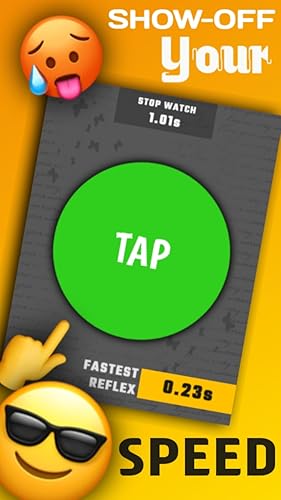 SHOW-OFF
Your
STOP WATCH
1.01s
TAP
FASTEST
REFLEX
0.23s
SPEED